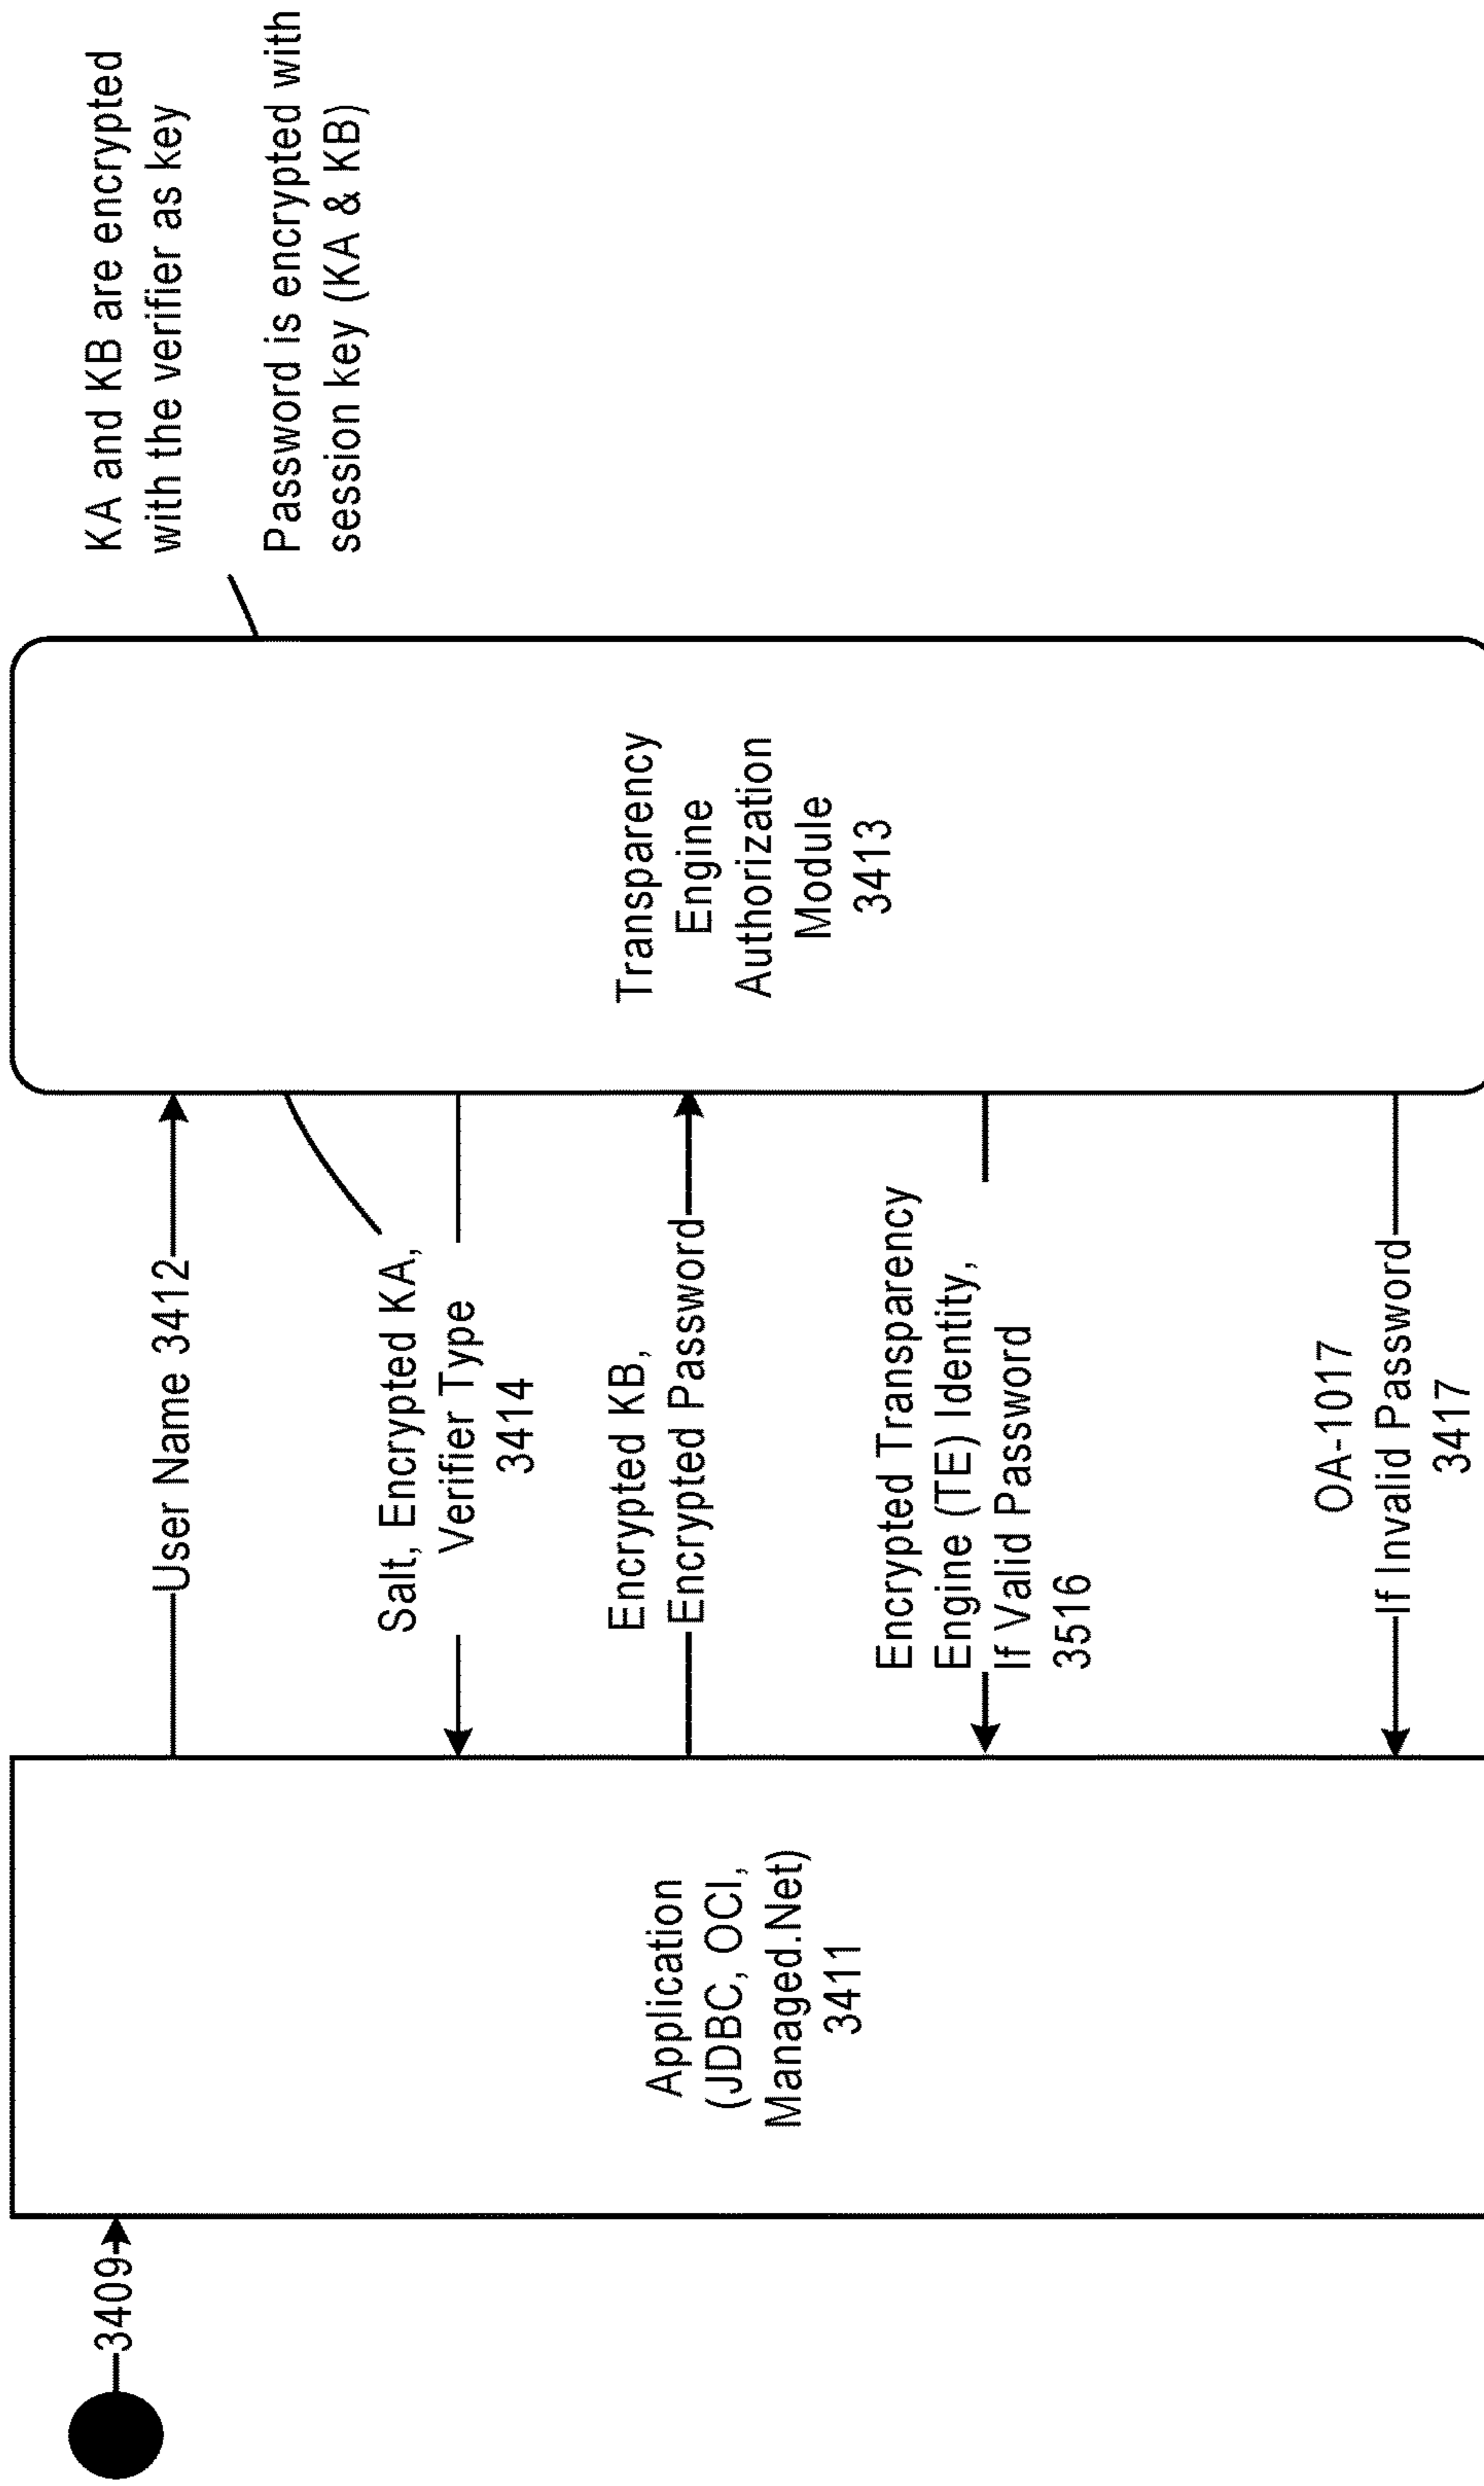 3409
Application
(JDBC, OCI,
Managed.Net)
3411
User Name 3412
Salt, Encrypted KA,
Verifier Type
3414
Encrypted KB,
Encrypted Password
Encrypted Transparency
Engine (TE) Identity,
If Valid Password
3516
OA-1017
If Invalid Password
3417
Transparency
Engine
Authorization
Module
3413
KA and KB are encrypted
with the verifier as key
Password is encrypted with
session key (KA & KB)